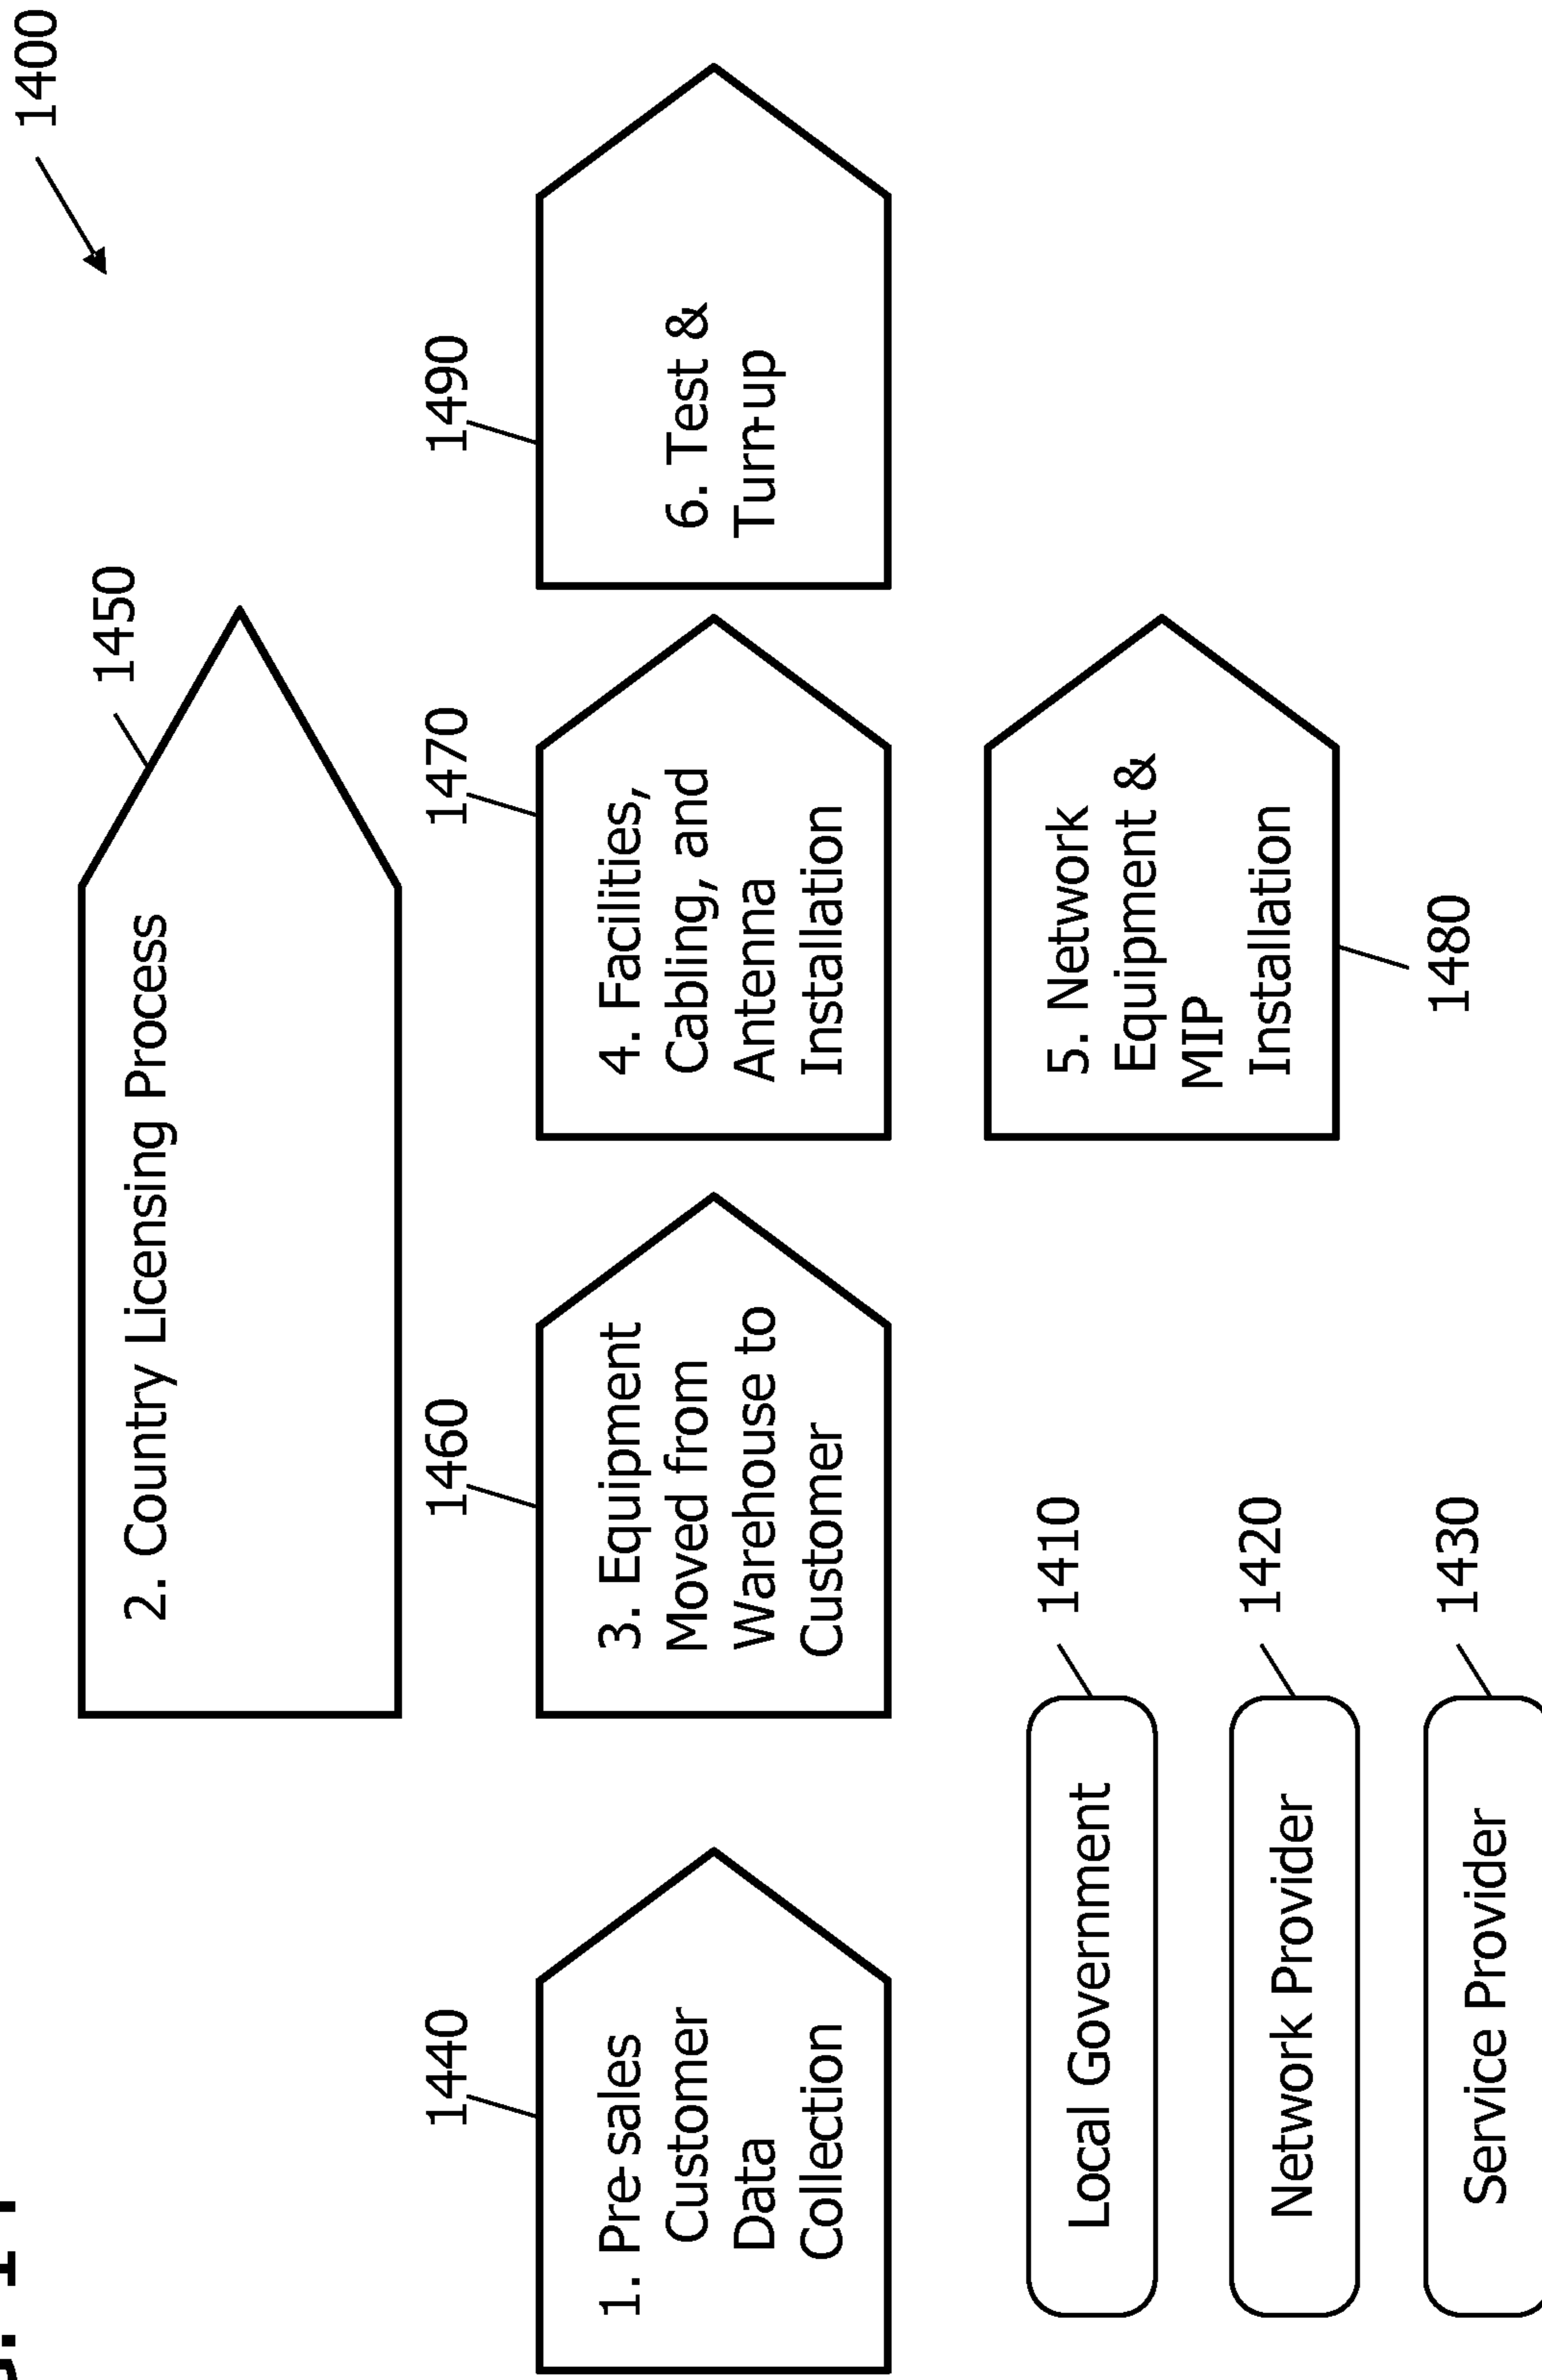 1400
1450
2. Country Licensing Process
1440
1. Pre-sales
Customer
Data
Collection
1460
3. Equipment
Moved from
Warehouse to
Customer
1470
4. Facilities,
Cabling, and
Antenna
Installation
1490
6. Test &
Turn-up
Local Government
1410
Network Provider
1420
Service Provider
1430
5. Network
Equipment &
MIP
Installation
1480